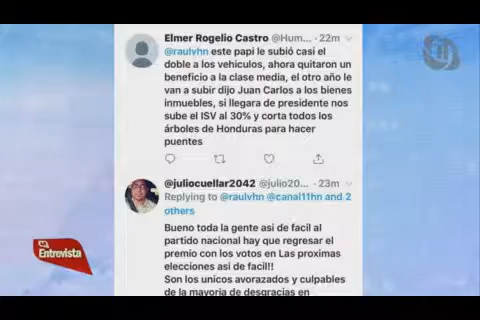 Elmer Rogelio Castro @Hum... · 22m
@raulvhn este papi le subió casi el
doble a los vehiculos, ahora quitaron un
beneficio a la clase media, el otro año le
van a subir dijo Juan Carlos a los bienes
inmuebles, si llegara de presidente nos
sube el ISV al 30% y corta todos los
árboles de Honduras para hacer
puentes
@juliocuellar2042 @julio20... · 23m
Replying to @raulvhn @canal11hn and 2
others
Bueno toda la gente asi de facil al
partido nacional hay que regresar el
premio con los votos en Las proximas
elecciones asi de facil!!
Son los unicos avorazados y culpables
de la mayoria de desgracias en
Entrevista